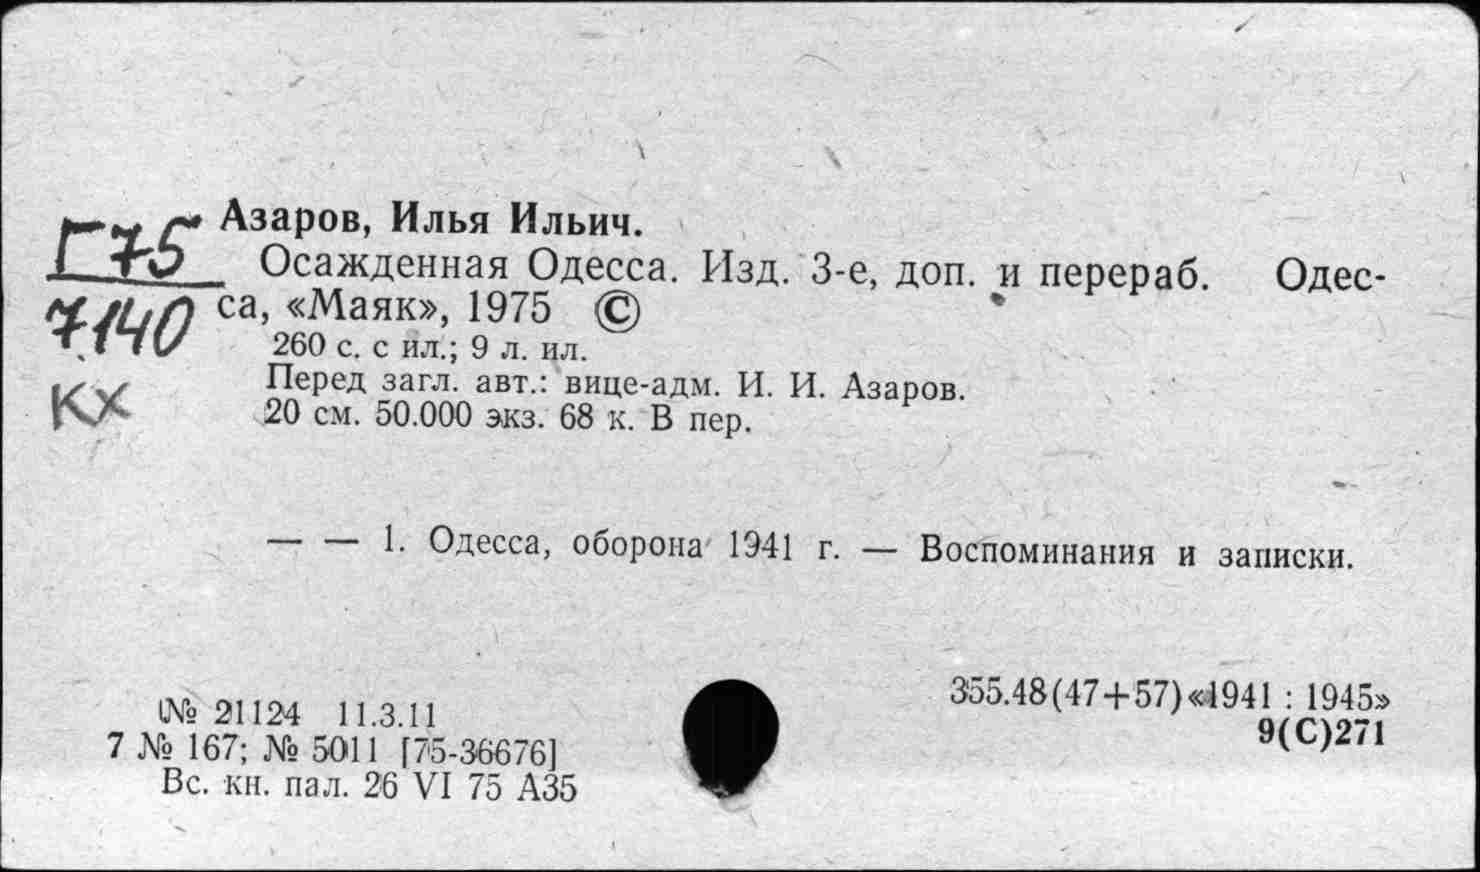 Азаров, Илья Ильич.
Г75
Осажденная Одесса. Изд. 3-е, доп. и перераб. Одес-
7140
са, «Маяк», 1975 ©
260 с. с ил.; 9 л. ил.
КХ
Перед загл. авт.: вице-адм. И. И. Азаров.
20 см. 50.000 экз. 68 к. В пер.
— — 1. Одесса, оборона 1941 г. — Воспоминания и записки.
№ 21124 11.3.11
7 № 167; № 5011 [75-36676]
Вс. кн. пал. 26 VI 75 А35
355.48(47+57)«1941 : 1945»
9(С)271